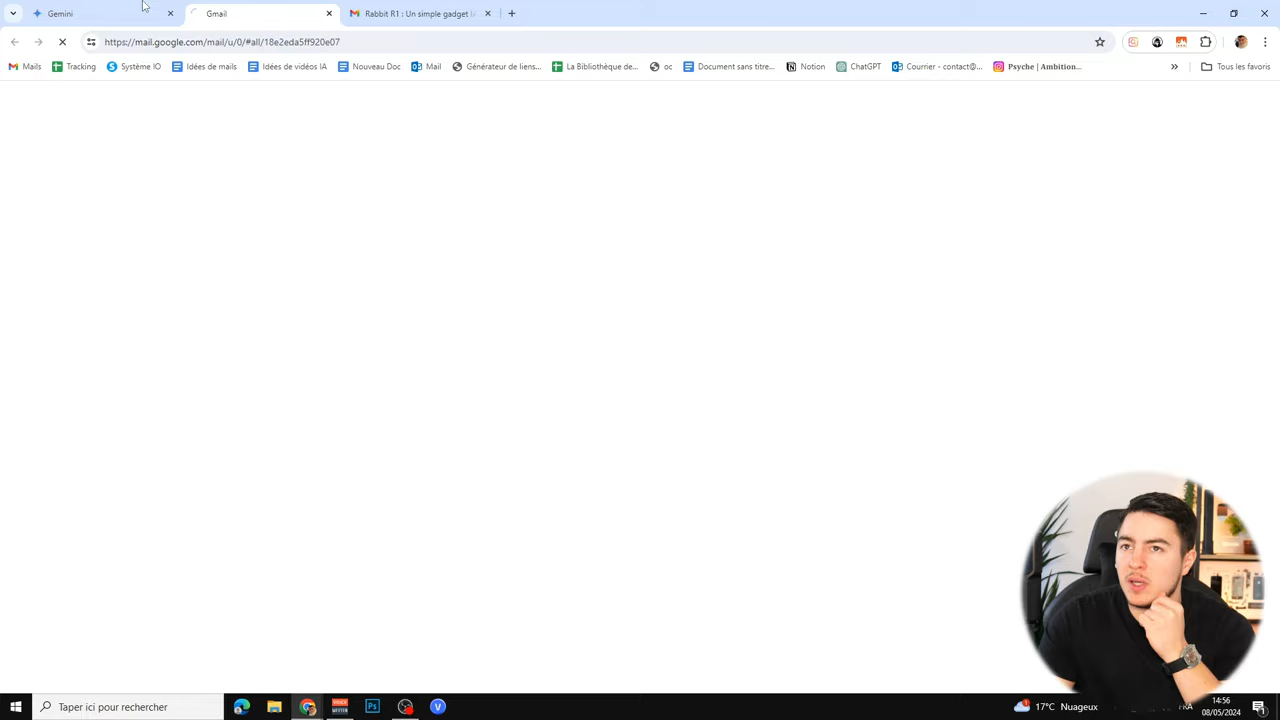 Gemini
Gmail
Rabbit R1 : Un simple gadget IA
https://mail.google.com/mail/u/0/#all/18e2eda5ff920e07
Mails
Tracking
Système IO
Idées de mails
Idées de vidéos IA
Nouveau Doc
Mail
Générateur de liens...
La Bibliothèque de...
oc
Document sans titre...
Notion
ChatGPT
Courrier - contact@...
Psyche | Ambition...
Tous les favoris
Taper ici pour rechercher
17°C Nuageux
FRA
14:56
08/05/2024